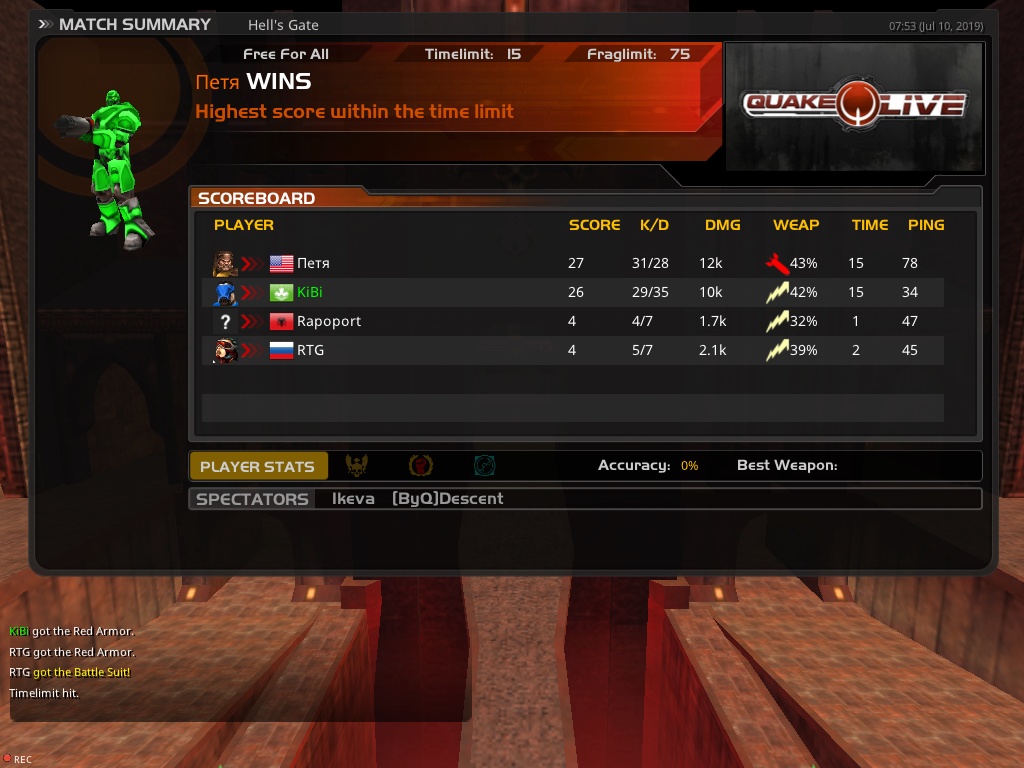 MATCH SUMMARY Hell's Gate 07:53 (Jul 10, 2019)
Free For All Timelimit: 15 Fraglimit: 75
Петя WINS
Highest score within the time limit
QUAKE LIVE
SCOREBOARD
PLAYER SCORE K/D DMG WEAP TIME PING
Петя 27 31/28 12k 43% 15 78
KiBi 26 29/35 10k 42% 15 34
? Rapoport 4 4/7 1.7k 32% 1 47
RTG 4 5/7 2.1k 39% 2 45
PLAYER STATS Accuracy: 0% Best Weapon:
SPECTATORS Ikeva [ByQ]Descent
KiBi got the Red Armor.
RTG got the Red Armor.
RTG got the Battle Suit!
Timelimit hit.
REC